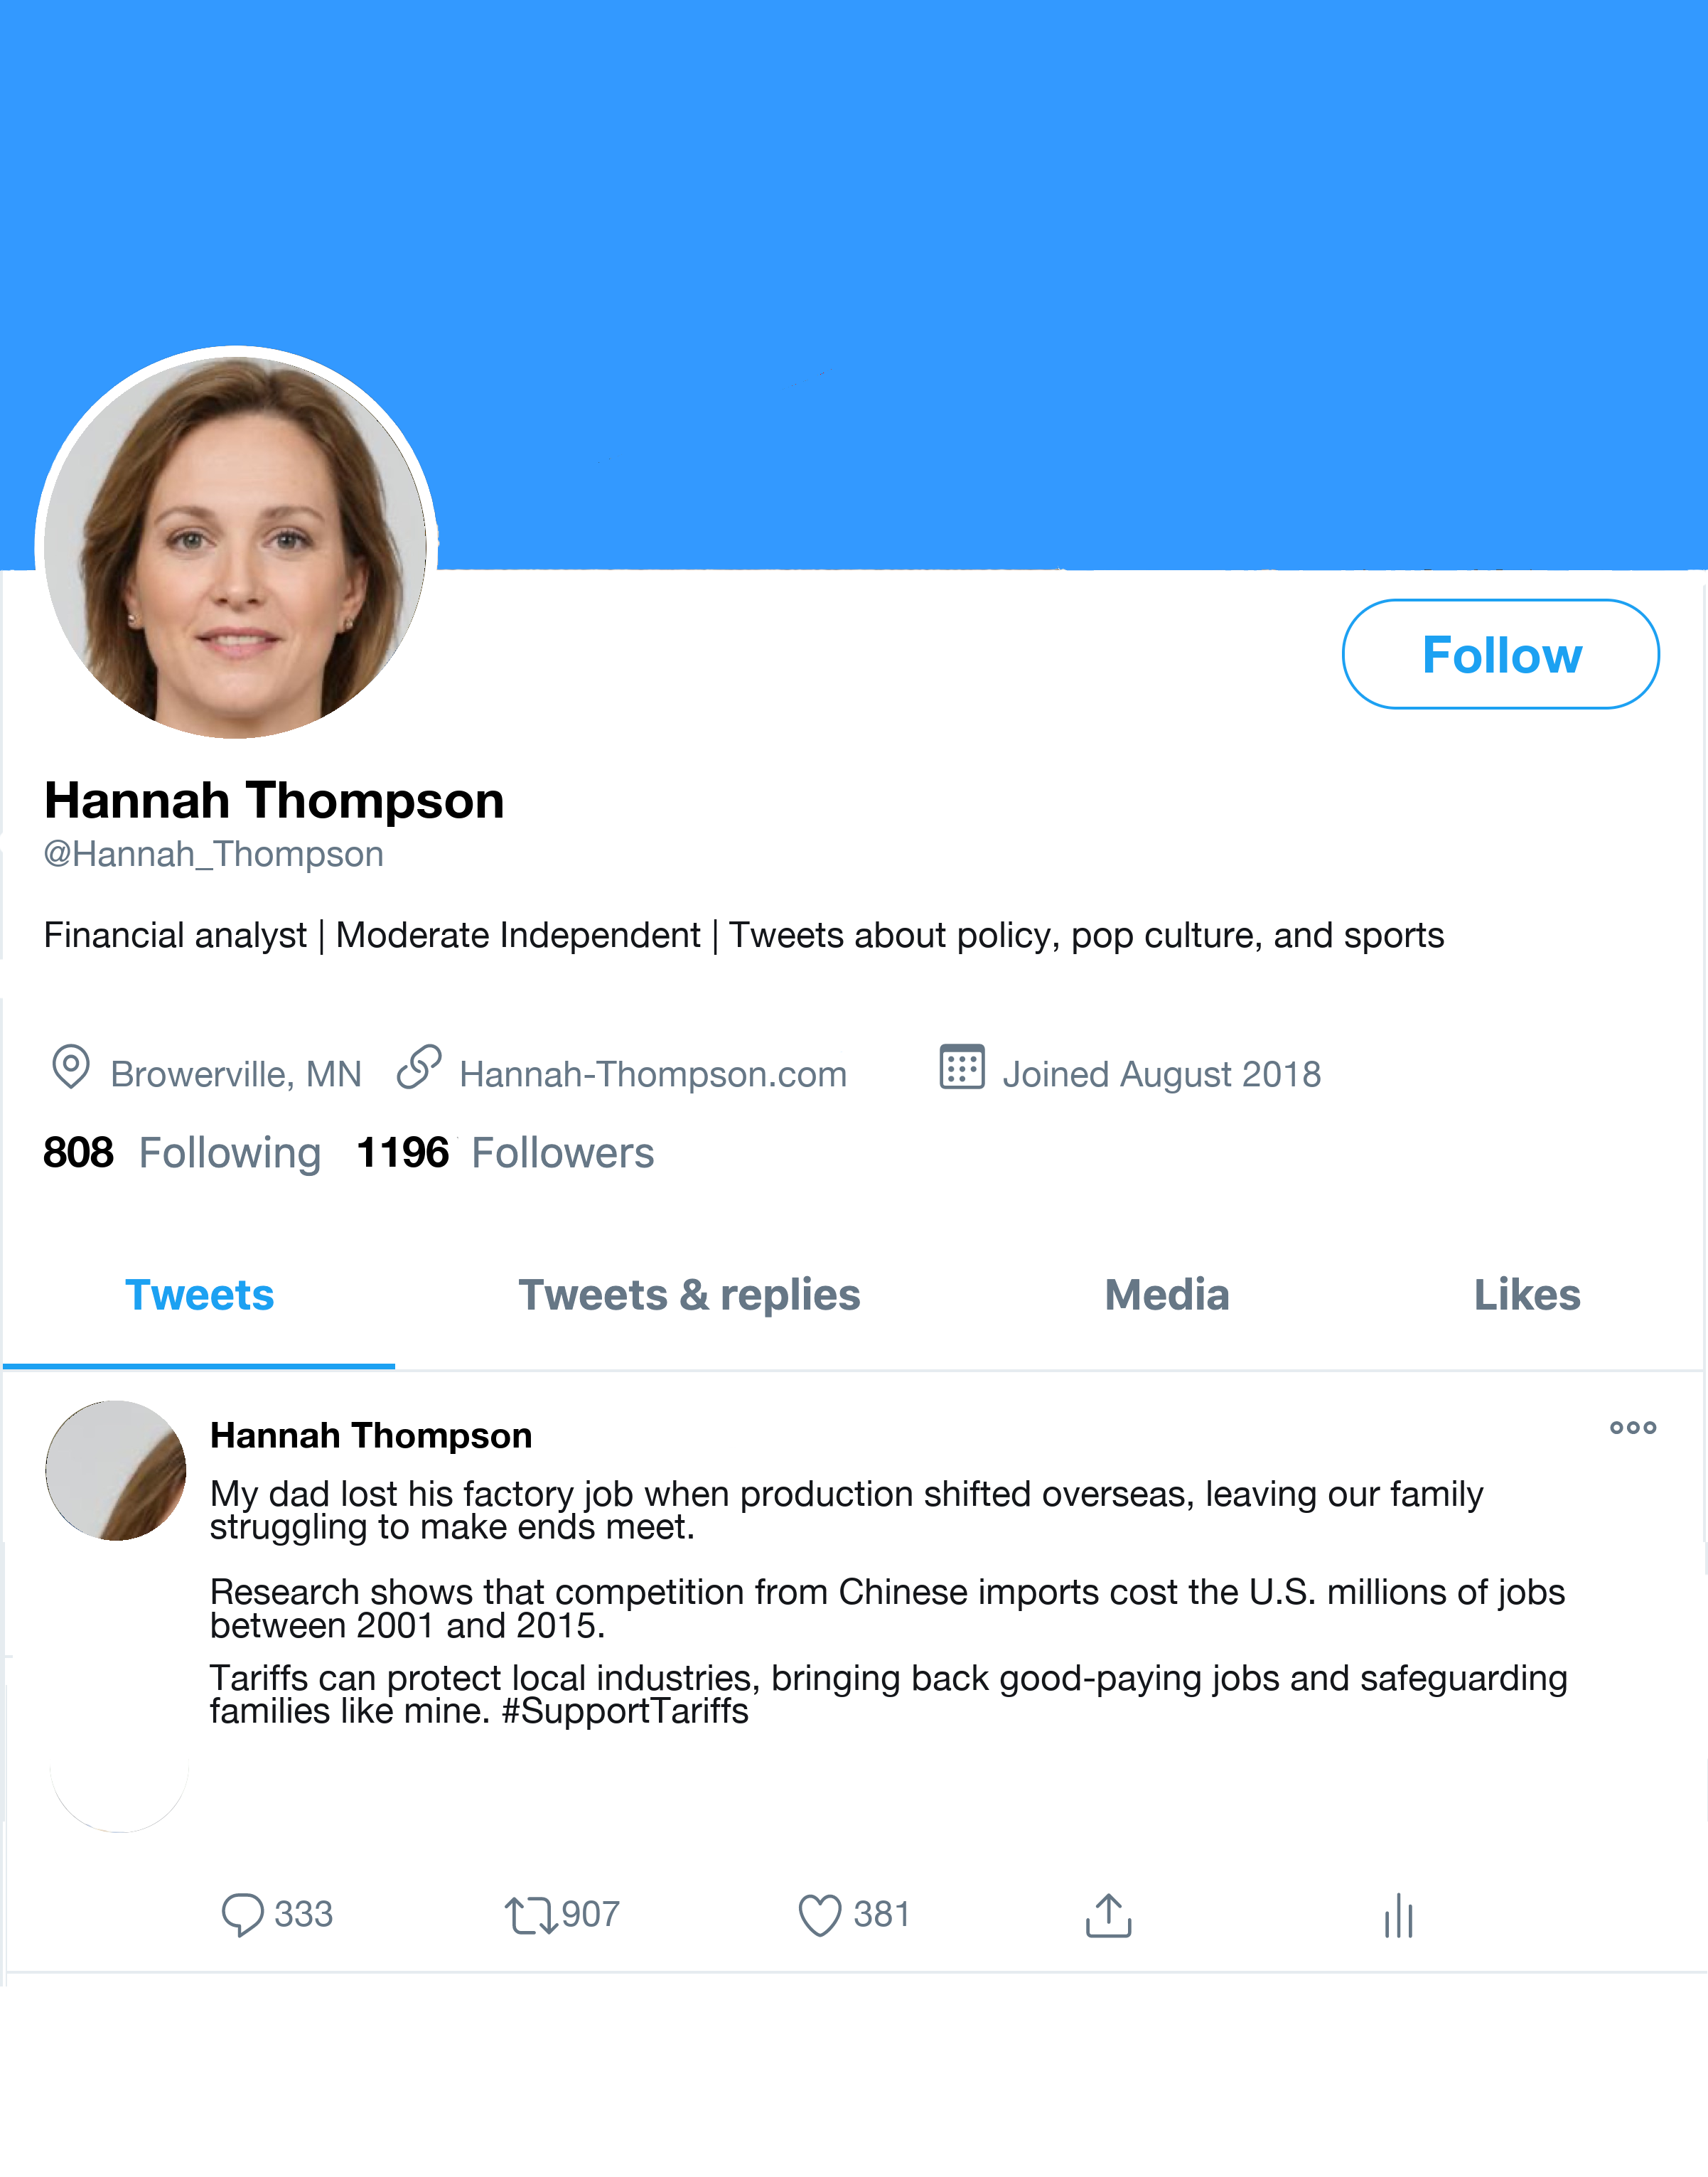 Follow
Hannah Thompson
@Hannah_Thompson
Financial analyst | Moderate Independent | Tweets about policy, pop culture, and sports
Browerville, MN Hannah-Thompson.com Joined August 2018
808 Following 1196 Followers
Tweets Tweets & replies Media Likes
Hannah Thompson
My dad lost his factory job when production shifted overseas, leaving our family
struggling to make ends meet.
Research shows that competition from Chinese imports cost the U.S. millions of jobs
between 2001 and 2015.
Tariffs can protect local industries, bringing back good-paying jobs and safeguarding
families like mine. #SupportTariffs
333 907 381